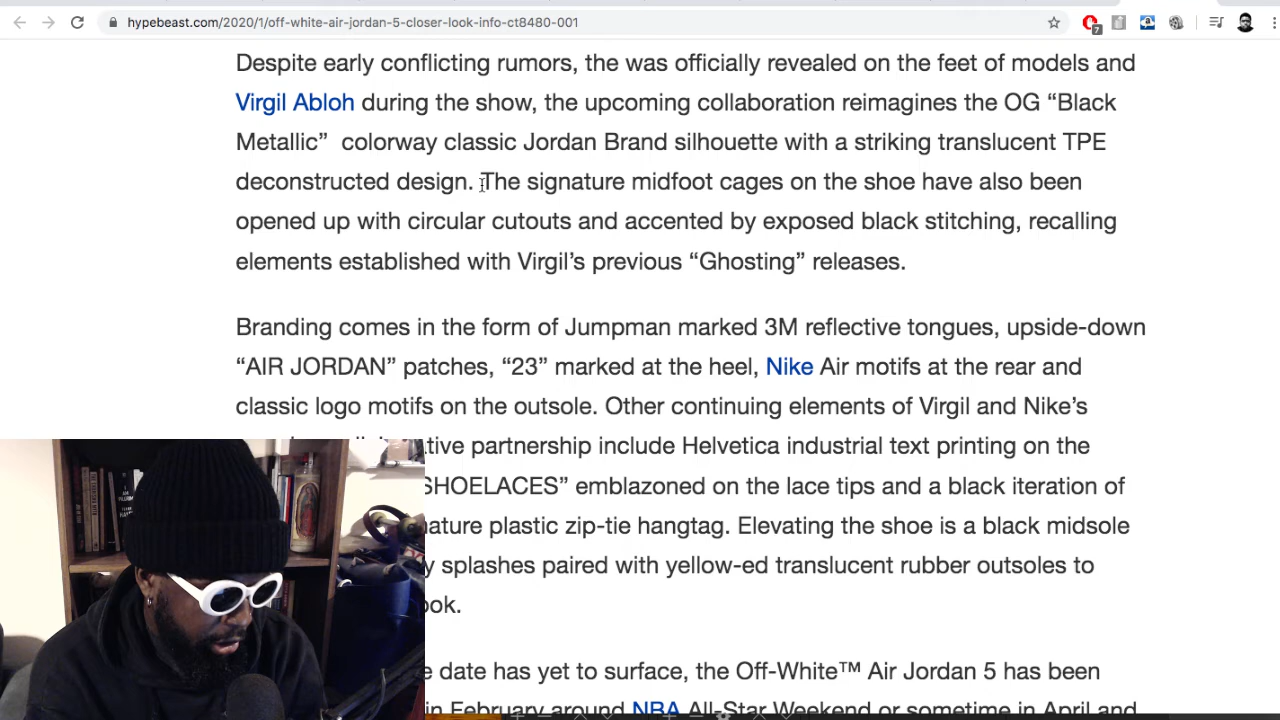 hypebeast.com/2020/1/off-white-air-jordan-5-closer-look-info-ct8480-001
7
Despite early conflicting rumors, the was officially revealed on the feet of models and
Virgil Abloh during the show, the upcoming collaboration reimagines the OG “Black
Metallic” colorway classic Jordan Brand silhouette with a striking translucent TPE
deconstructed design. The signature midfoot cages on the shoe have also been
opened up with circular cutouts and accented by exposed black stitching, recalling
elements established with Virgil’s previous “Ghosting” releases.
Branding comes in the form of Jumpman marked 3M reflective tongues, upside-down
“AIR JORDAN” patches, “23” marked at the heel, Nike Air motifs at the rear and
classic logo motifs on the outsole. Other continuing elements of Virgil and Nike’s
partnership include Helvetica industrial text printing on the
SHOELACES” emblazoned on the lace tips and a black iteration of
plastic zip-tie hangtag. Elevating the shoe is a black midsole
splashes paired with yellow-ed translucent rubber outsoles to
date has yet to surface, the Off-White™ Air Jordan 5 has been
in February around NBA All-Star Weekend or sometime in April and